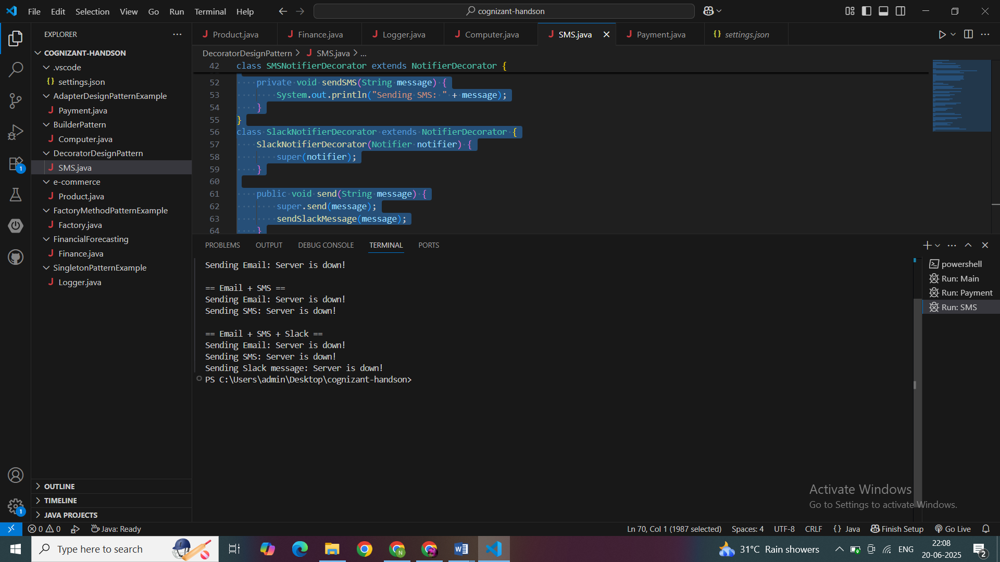 File Edit Selection View Go Run Terminal Help
cognizant-handson
EXPLORER
COGNIZANT-HANDSON
.vscode
{} settings.json
AdapterDesignPatternExample
J Payment.java
BuilderPattern
J Computer.java
DecoratorDesignPattern
J SMS.java
e-commerce
J Product.java
FactoryMethodPatternExample
J Factory.java
FinancialForecasting
J Finance.java
SingletonPatternExample
J Logger.java
OUTLINE
TIMELINE
JAVA PROJECTS
1
1
J Product.java J Finance.java J Logger.java J Computer.java J SMS.java J Payment.java {} settings.json
DecoratorDesignPattern > J SMS.java > ...
42 class SMSNotifierDecorator extends NotifierDecorator {
52 private void sendSMS(String message) {
53 System.out.println("Sending SMS: " + message);
54 }
55 }
56 class SlackNotifierDecorator extends NotifierDecorator {
57 SlackNotifierDecorator(Notifier notifier) {
58 super(notifier);
59 }
60
61 public void send(String message) {
62 super.send(message);
63 sendSlackMessage(message);
64 }
PROBLEMS OUTPUT DEBUG CONSOLE TERMINAL PORTS
Sending Email: Server is down!
== Email + SMS ==
Sending Email: Server is down!
Sending SMS: Server is down!
== Email + SMS + Slack ==
Sending Email: Server is down!
Sending SMS: Server is down!
Sending Slack message: Server is down!
PS C:\Users\admin\Desktop\cognizant-handson>
powershell
Run: Main
Run: Payment
Run: SMS
Activate Windows
Go to Settings to activate Windows.
0 0 Java: Ready Ln 70, Col 1 (1987 selected) Spaces: 4 UTF-8 CRLF {} Java Finish Setup Go Live
Type here to search
N
31°C Rain showers ENG
22:08
20-06-2025
2